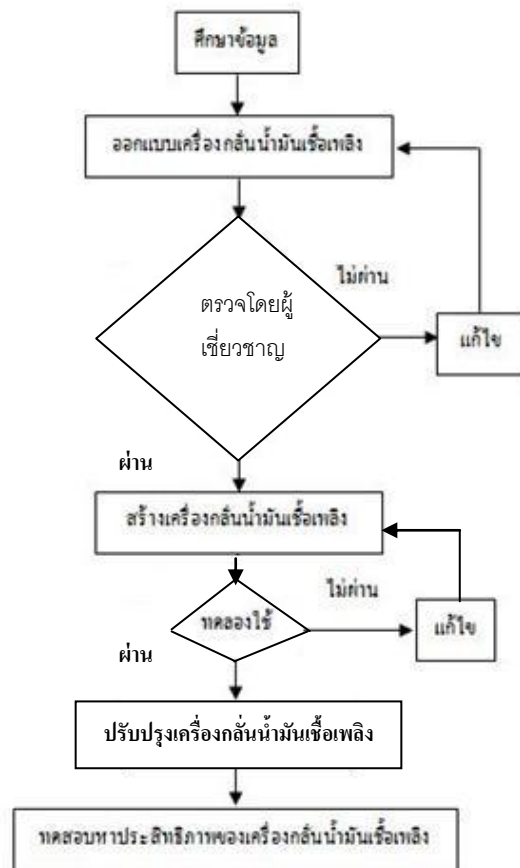 ศึกษาข้อมูล
ออกแบบเครื่องกลั่นน้ำมันเชื้อเพลิง
ไม่ผ่าน
ตรวจโดยผู้
เชี่ยวชาญ
แก้ไข
ผ่าน
สร้างเครื่องกลั่นน้ำมันเชื้อเพลิง
ไม่ผ่าน
ทดลองใช้
แก้ไข
ผ่าน
ปรับปรุงเครื่องกลั่นน้ำมันเชื้อเพลิง
ทดสอบหาประสิทธิภาพของเครื่องกลั่นน้ำมันเชื้อเพลิง